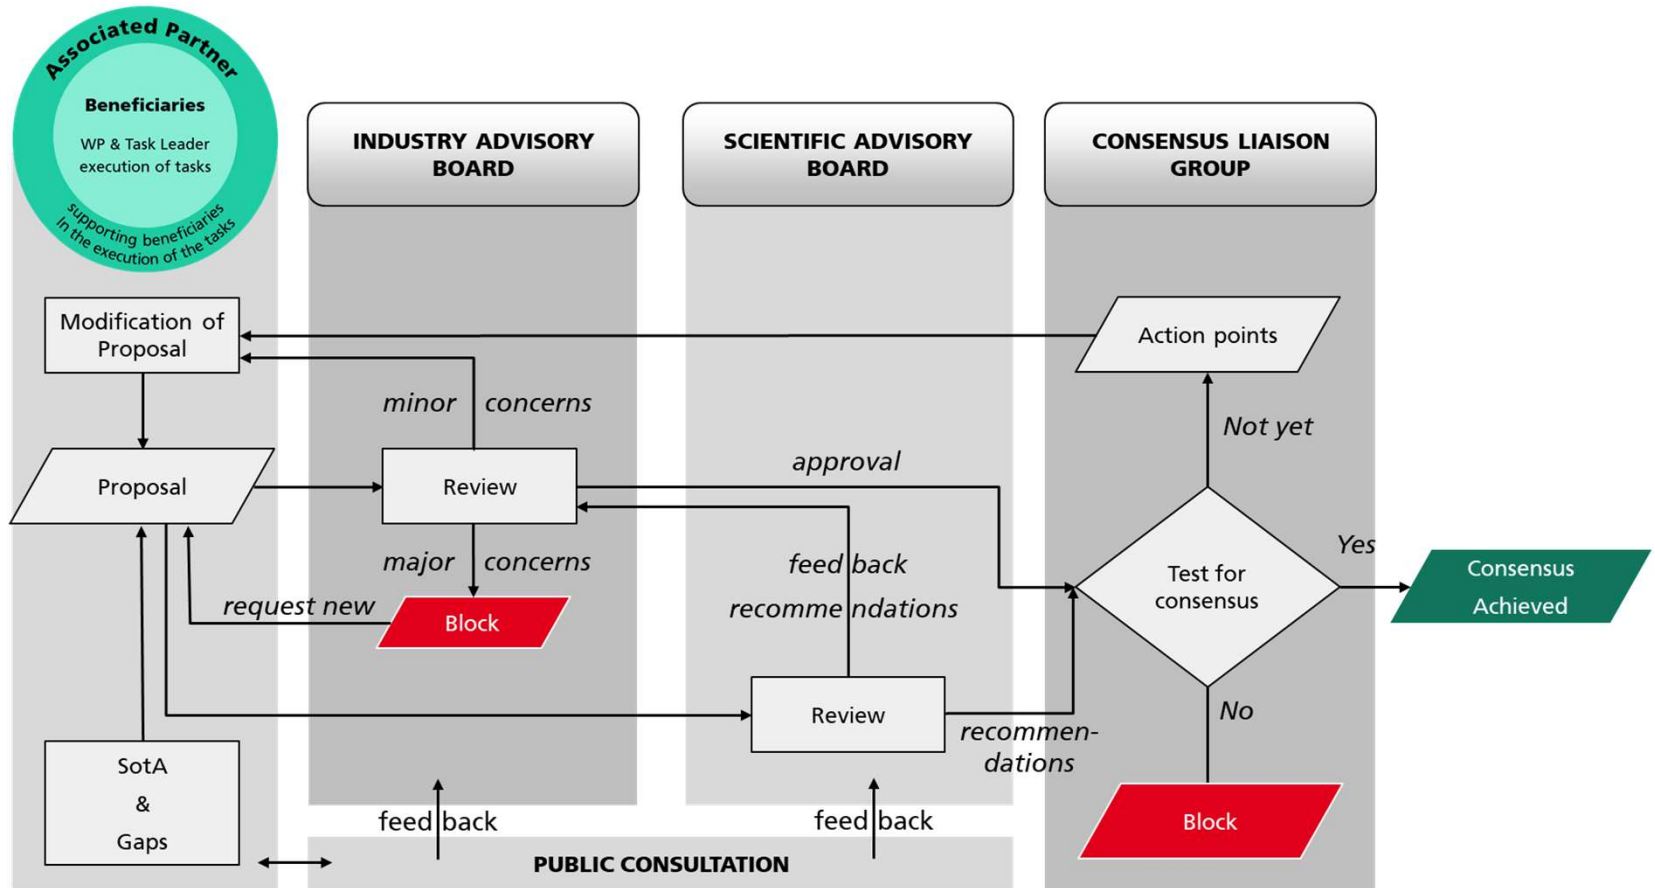 Associated Partner
Beneficiaries
WP & Task Leader
execution of tasks
supporting beneficiaries
In the execution of the tasks
INDUSTRY ADVISORY
BOARD
SCIENTIFIC ADVISORY
BOARD
CONSENSUS LIAISON
GROUP
Modification of
Proposal
Action points
minor concerns
Not yet
approval
Proposal
Review
major concerns
feed back
recomme ndations
Yes
Test for
consensus
Consensus
Achieved
request new
Block
Review
No
recommen-
dations
SotA
&
Gaps
Block
feed back
feed back
PUBLIC CONSULTATION